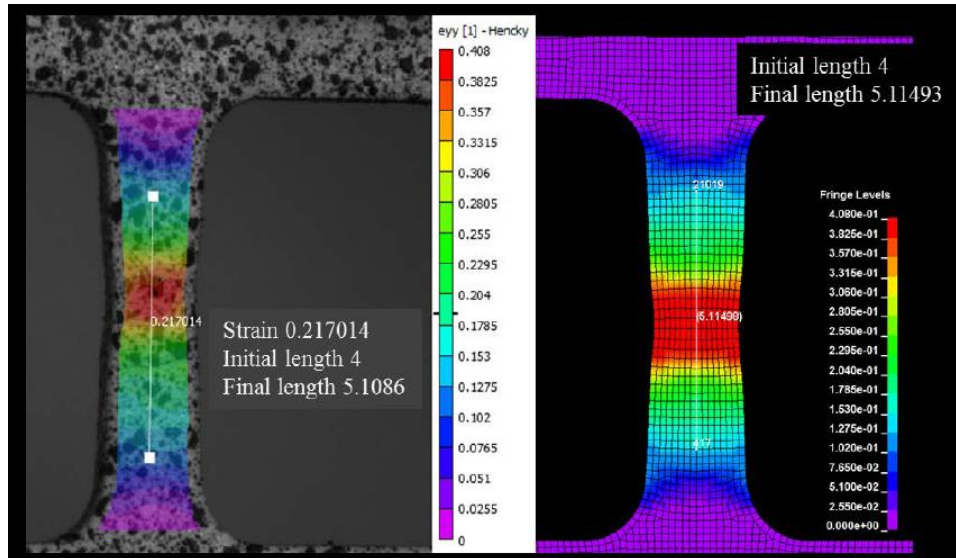 eyy [1] - Hencky
0.408
0.3825
0.357
0.3315
0.306
0.2805
0.255
0.2295
0.204
0.1785
0.153
0.1275
0.102
0.0765
0.051
0.0255
0
0.217014
Strain 0.217014
Initial length 4
Final length 5.1086
Initial length 4
Final length 5.11493
21019
(5.11493)
417
Fringe Levels
4.080e-01
3.825e-01
3.570e-01
3.315e-01
3.060e-01
2.805e-01
2.550e-01
2.295e-01
2.040e-01
1.785e-01
1.530e-01
1.275e-01
1.020e-01
7.650e-02
5.100e-02
2.550e-02
0.000e+00